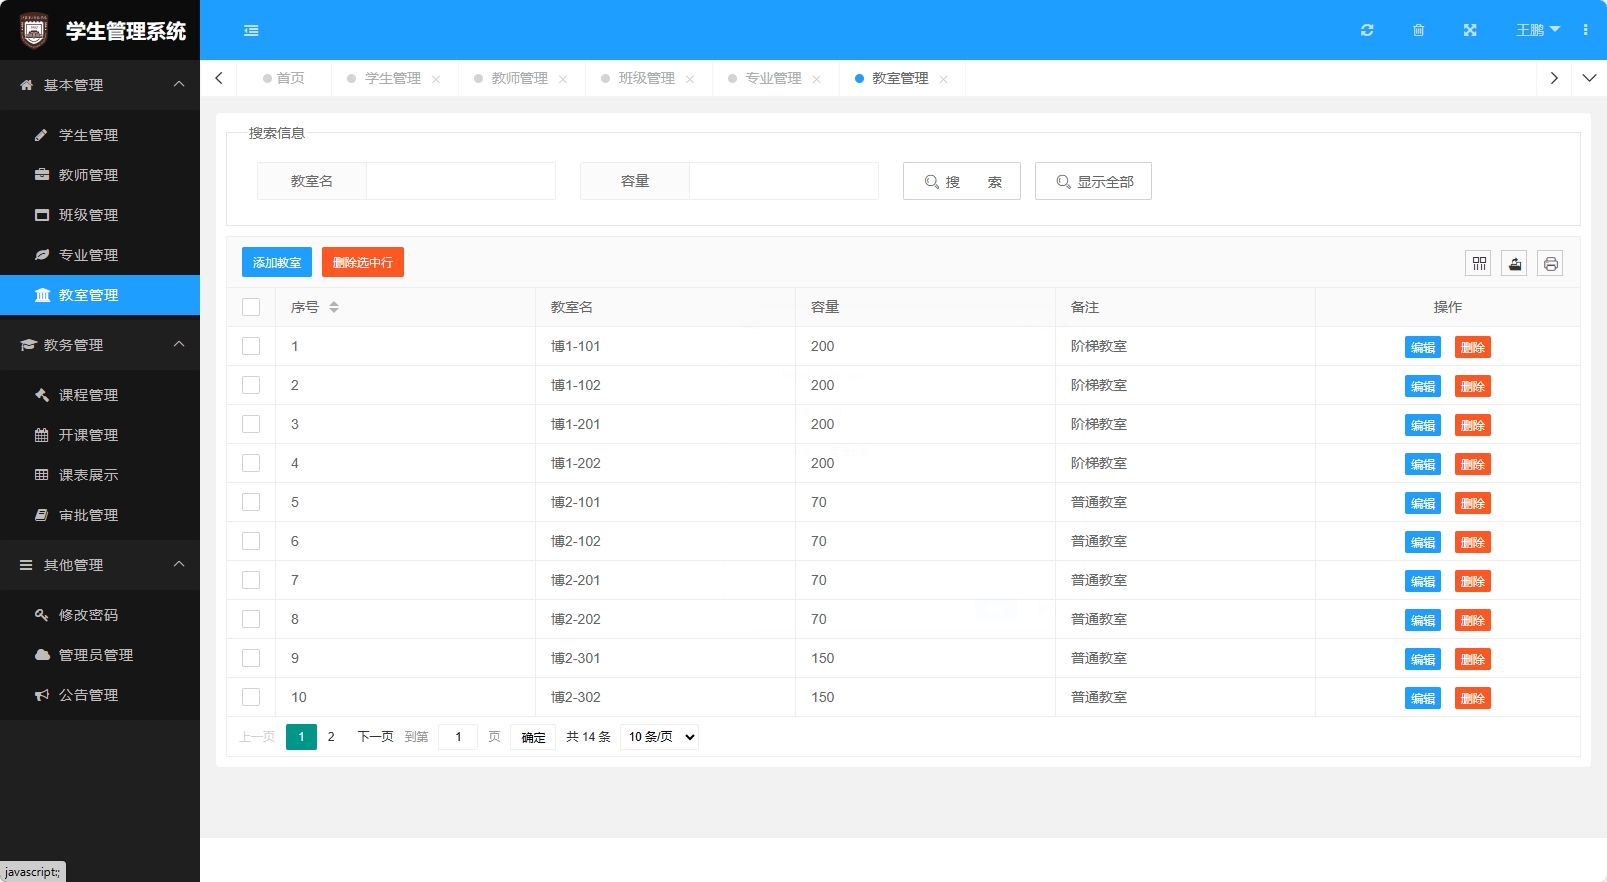 学生管理系统
王鹏
基本管理
学生管理
教师管理
班级管理
专业管理
教室管理
教务管理
课程管理
开课管理
课表展示
审批管理
其他管理
修改密码
管理员管理
公告管理
javascript:;
首页 学生管理 教师管理 班级管理 专业管理 教室管理
搜索信息
教室名 容量 搜 索 显示全部
添加教室 删除选中行
序号 教室名 容量 备注 操作
1 博1-101 200 阶梯教室 编辑 删除
2 博1-102 200 阶梯教室 编辑 删除
3 博1-201 200 阶梯教室 编辑 删除
4 博1-202 200 阶梯教室 编辑 删除
5 博2-101 70 普通教室 编辑 删除
6 博2-102 70 普通教室 编辑 删除
7 博2-201 70 普通教室 编辑 删除
8 博2-202 70 普通教室 编辑 删除
9 博2-301 150 普通教室 编辑 删除
10 博2-302 150 普通教室 编辑 删除
上一页 1 2 下一页 到第 1 页 确定 共 14 条 10 条/页